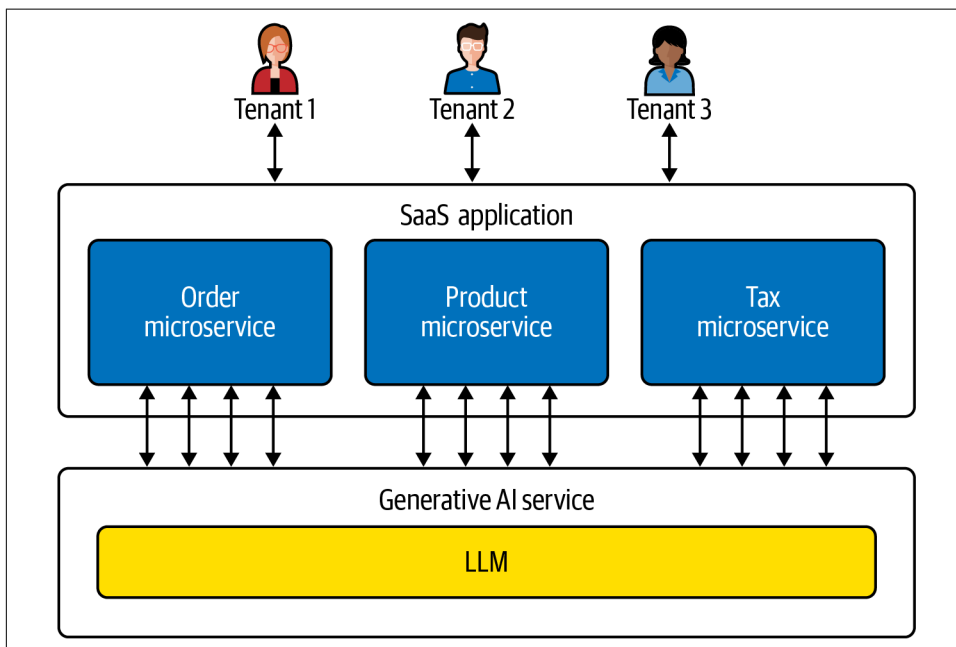 Tenant 1
Tenant 2
Tenant 3
SaaS application
Order
microservice
Product
microservice
Tax
microservice
Generative AI service
LLM